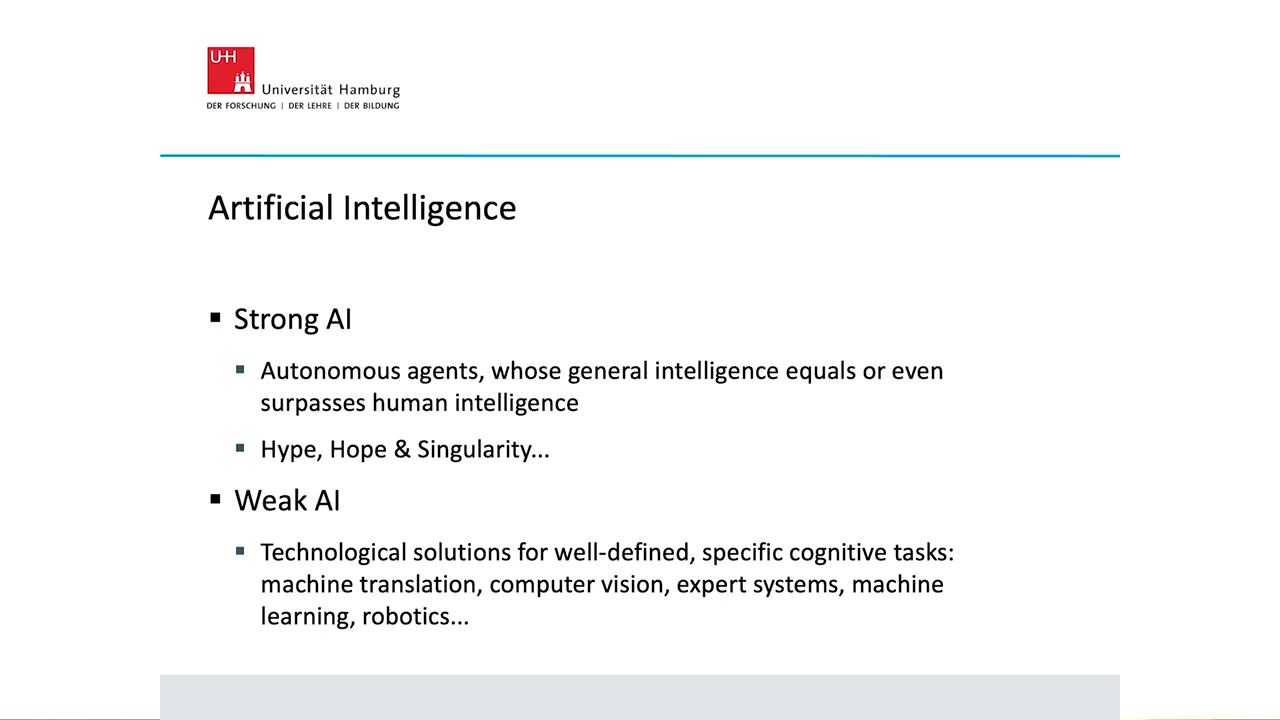 UHH
Universität Hamburg
DER FORSCHUNG | DER LEHRE | DER BILDUNG
Artificial Intelligence
▪ Strong AI
▪ Autonomous agents, whose general intelligence equals or even
surpasses human intelligence
▪ Hype, Hope & Singularity...
▪ Weak AI
▪ Technological solutions for well-defined, specific cognitive tasks:
machine translation, computer vision, expert systems, machine
learning, robotics...